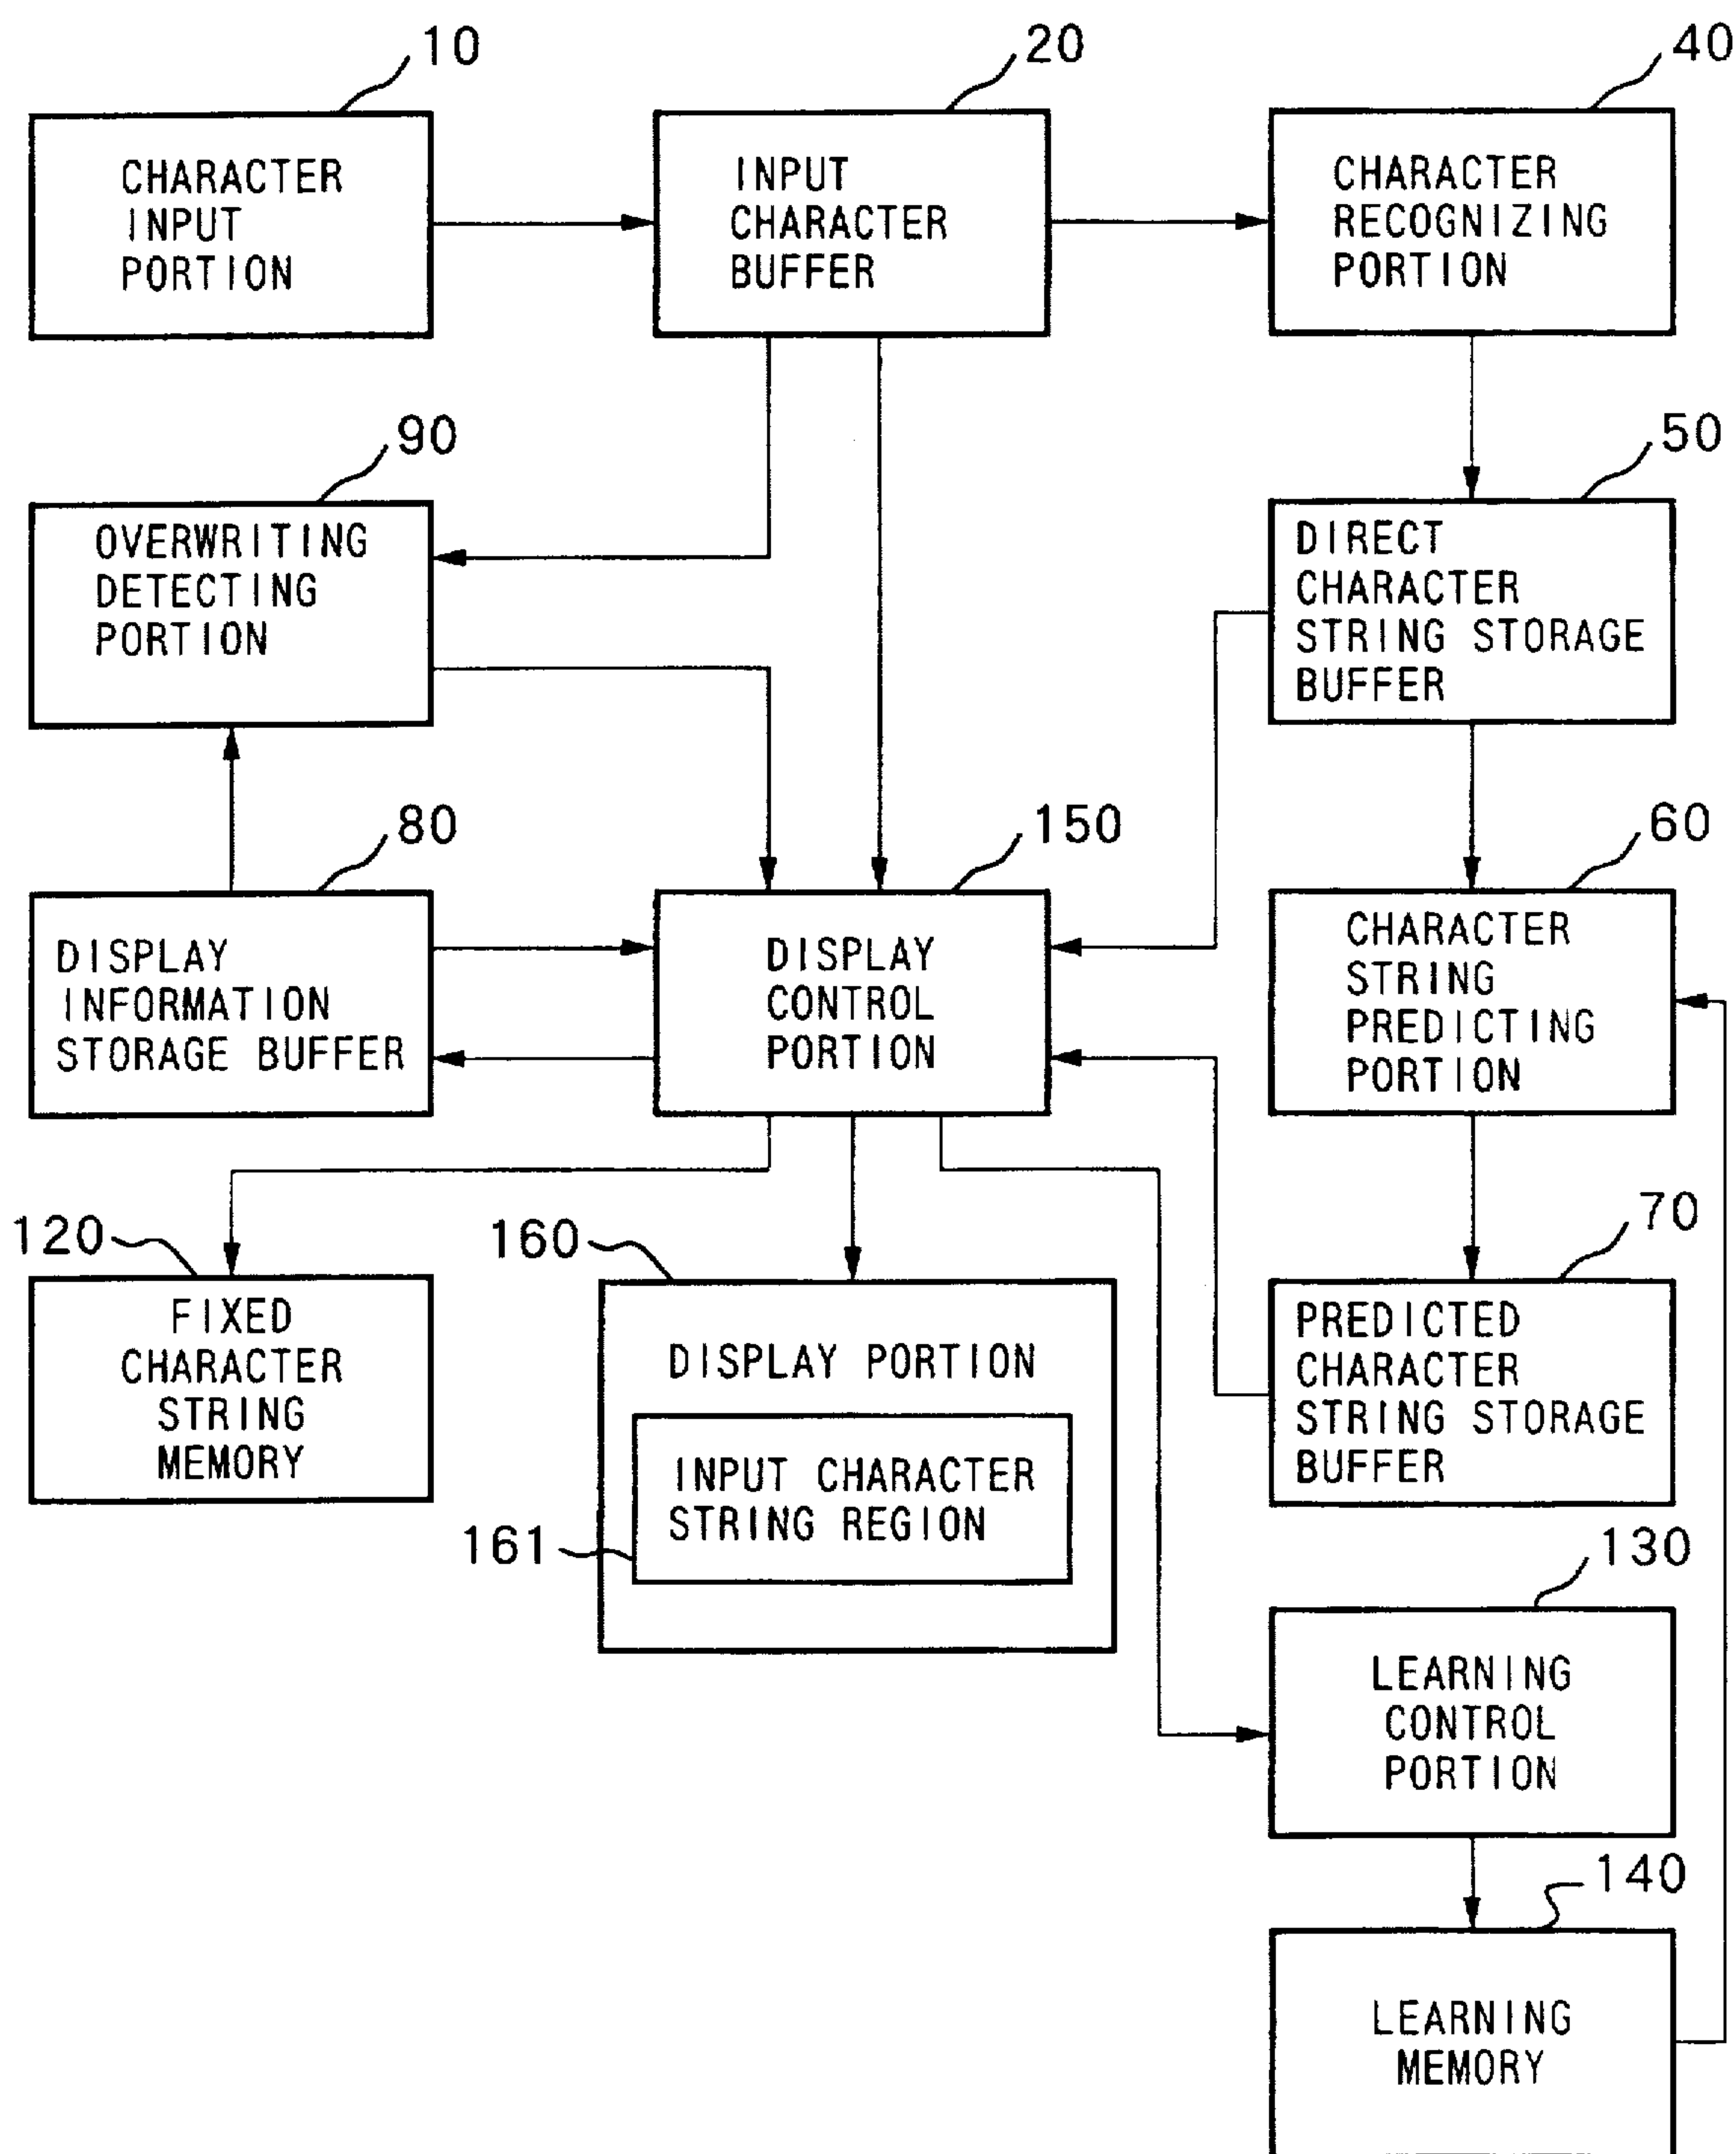 10
CHARACTER
INPUT
PORTION
20
INPUT
CHARACTER
BUFFER
40
CHARACTER
RECOGNIZING
PORTION
90
OVERWRITING
DETECTING
PORTION
50
DIRECT
CHARACTER
STRING STORAGE
BUFFER
80
DISPLAY
INFORMATION
STORAGE BUFFER
150
DISPLAY
CONTROL
PORTION
60
CHARACTER
STRING
PREDICTING
PORTION
120
FIXED
CHARACTER
STRING
MEMORY
160
DISPLAY PORTION
INPUT CHARACTER
STRING REGION
161
70
PREDICTED
CHARACTER
STRING STORAGE
BUFFER
130
LEARNING
CONTROL
PORTION
140
LEARNING
MEMORY